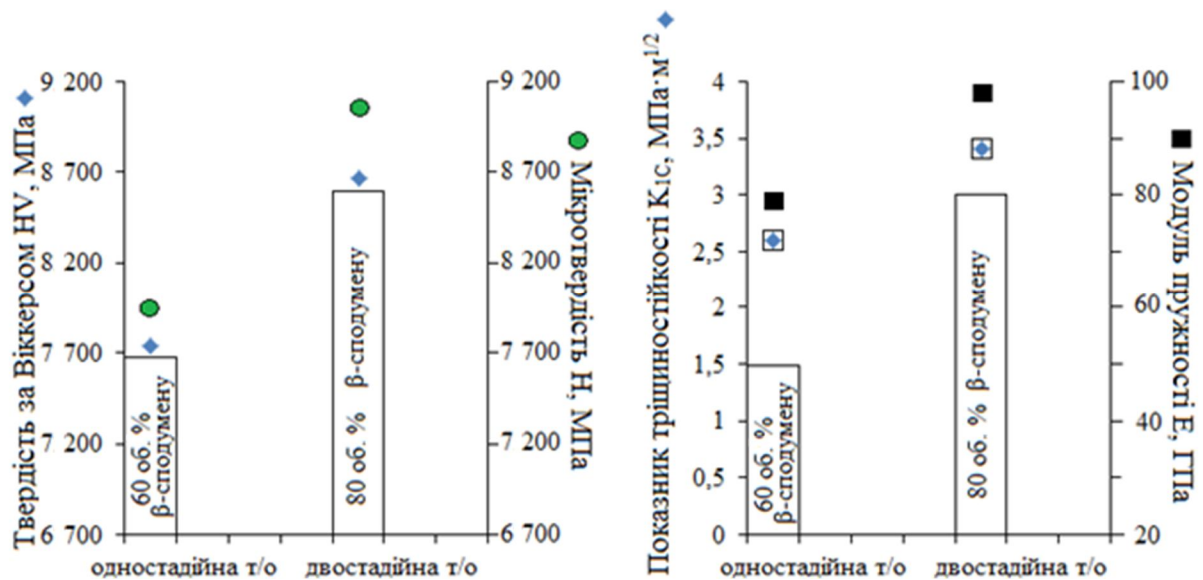 Твердість за Віккерсом HV, МПа
9 200
8 700
8 200
7 700
7 200
6 700
60 об. %
β-сподумену
80 об. % β-сподумену
одностадійна т/о
двостадійна т/о
9 200
8 700
8 200
7 700
7 200
6 700
Мікротвердість H, МПа
Показник тріщиностійкості K1C, МПа·м1/2
4
3,5
3
2,5
2
1,5
1
0,5
0
60 об. %
β-сподумену
80 об. % β-сподумену
одностадійна т/о
двостадійна т/о
100
80
60
40
20
Модуль пружності E, ГПа